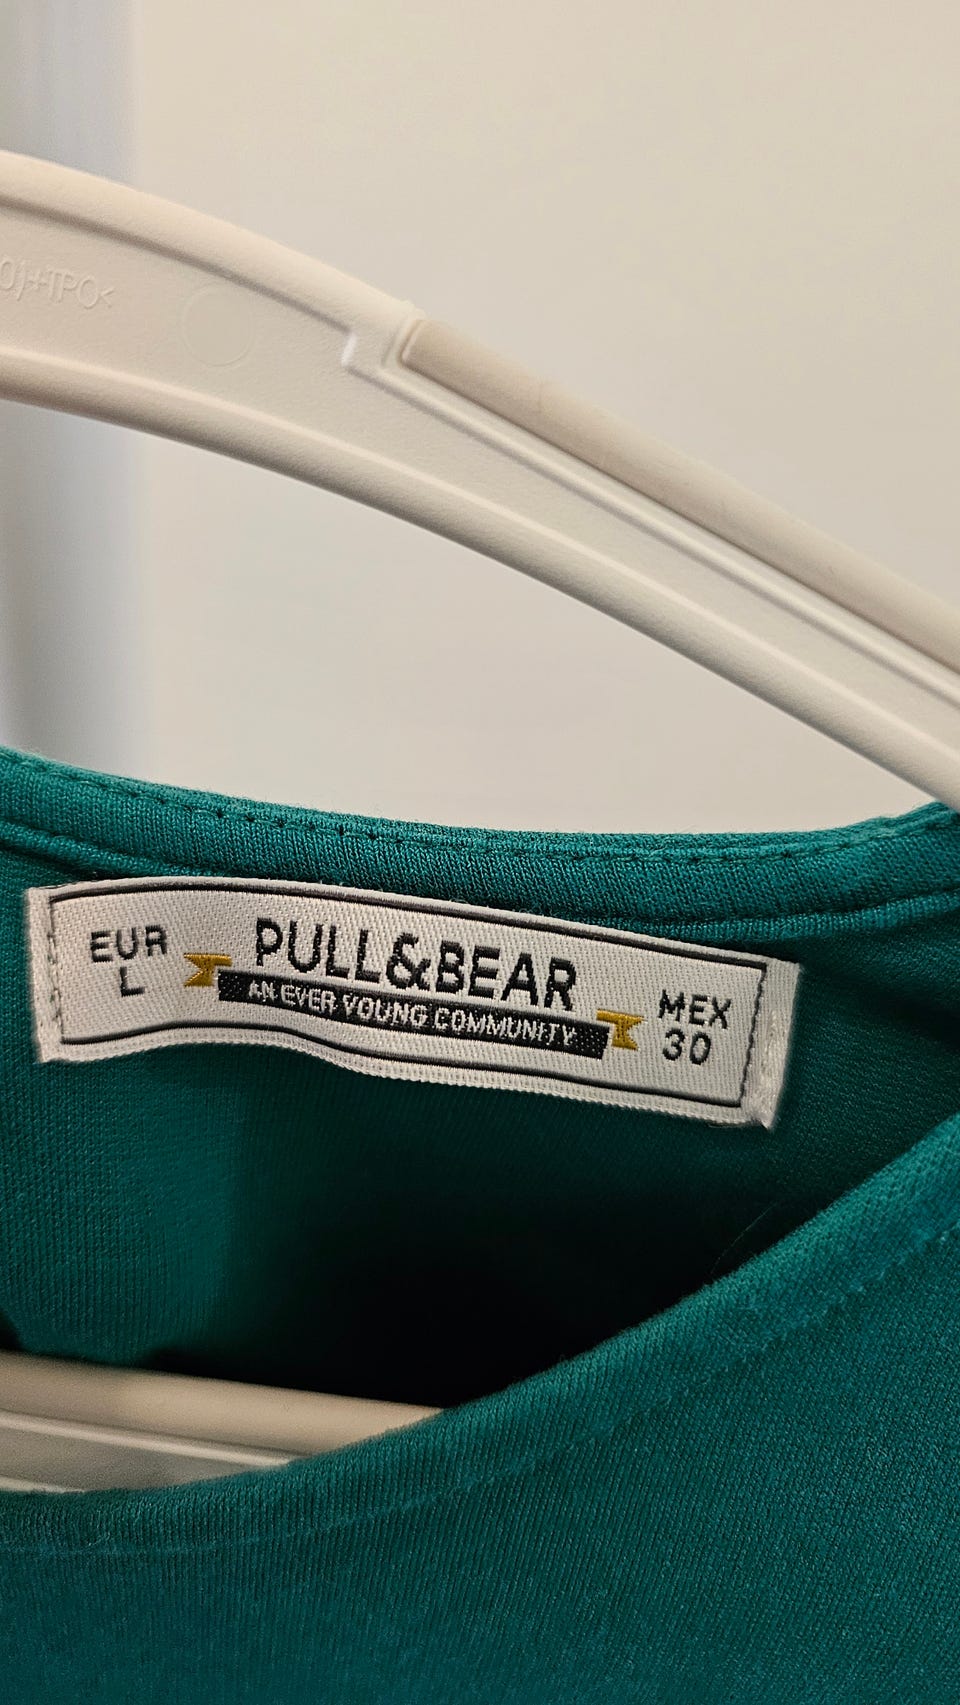 EUR
L
PULL&BEAR
AN EVER YOUNG COMMUNITY
MEX
30